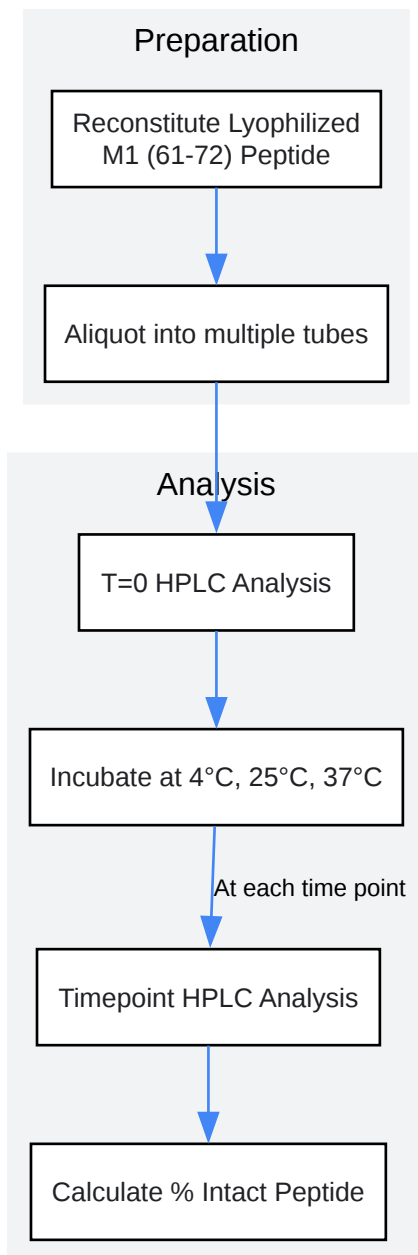 Preparation
Reconstitute Lyophilized
M1 (61-72) Peptide
Aliquot into multiple tubes
Analysis
T=0 HPLC Analysis
Incubate at 4°C, 25°C, 37°C
At each time point
Timepoint HPLC Analysis
Calculate % Intact Peptide